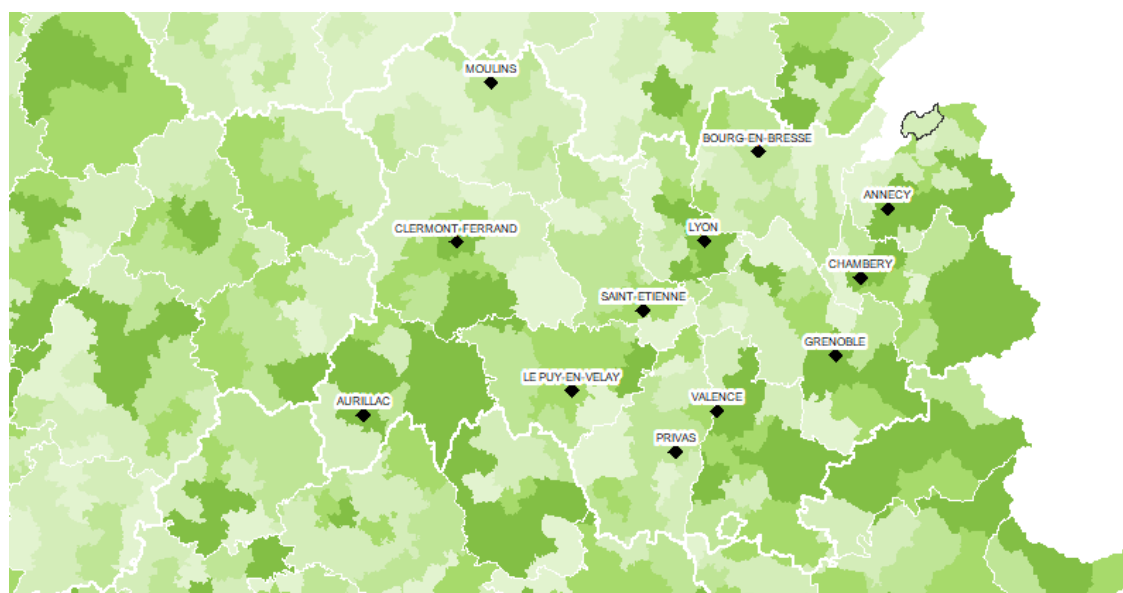 MOULINS
BOURG-EN-BRESSE
ANNECY
CLERMONT-FERRAND
LYON
CHAMBERY
SAINT-ETIENNE
GRENOBLE
LE PUY-EN-VELAY
AURILLAC
VALENCE
PRIVAS